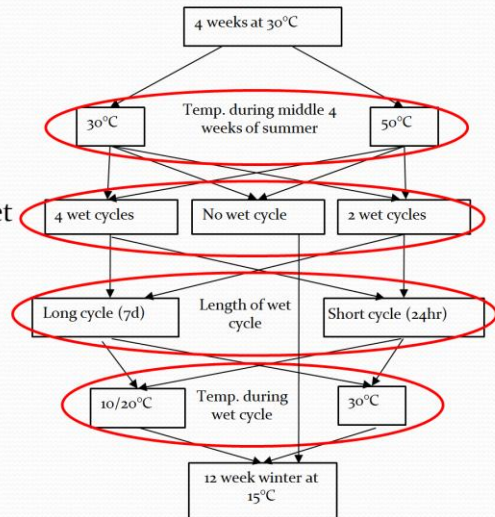 4 weeks at 30°C
30°C
Temp. during middle 4
weeks of summer
50°C
et
4 wet cycles
No wet cycle
2 wet cycles
Long cycle (7d)
Length of wet
cycle
Short cycle (24hr)
10/20°C
Temp. during
wet cycle
30°C
12 week winter at
15°C